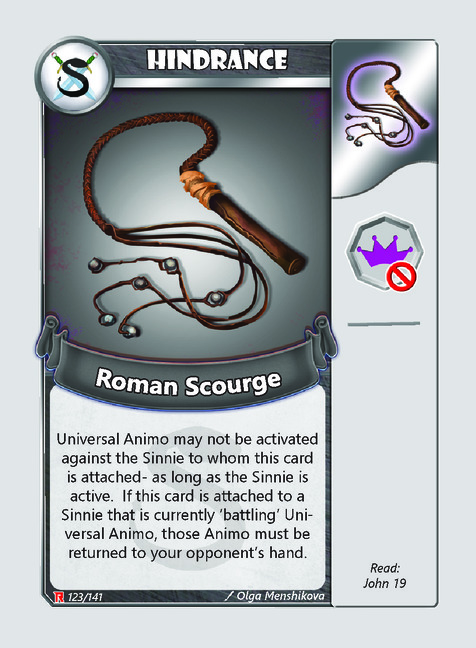 HINDRANCE
S
Roman Scourge
Universal Animo may not be activated
against the Sinnie to whom this card
is attached- as long as the Sinnie is
active. If this card is attached to a
Sinnie that is currently ‘battling’ Uni-
versal Animo, those Animo must be
returned to your opponent’s hand.
Read:
John 19
R 123/141
Olga Menshikova